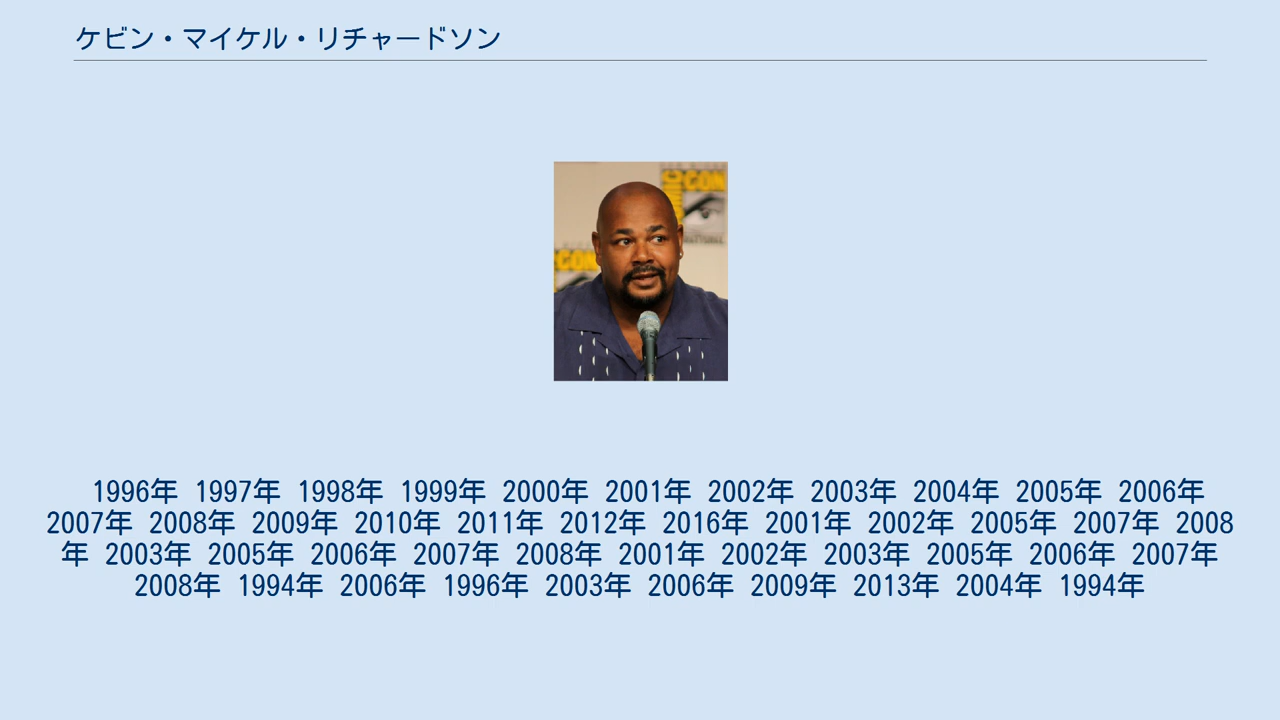 ケビン・マイケル・リチャードソン
CON
CON
1996年 1997年 1998年 1999年 2000年 2001年 2002年 2003年 2004年 2005年 2006年
2007年 2008年 2009年 2010年 2011年 2012年 2016年 2001年 2002年 2005年 2007年 2008
年 2003年 2005年 2006年 2007年 2008年 2001年 2002年 2003年 2005年 2006年 2007年
2008年 1994年 2006年 1996年 2003年 2006年 2009年 2013年 2004年 1994年